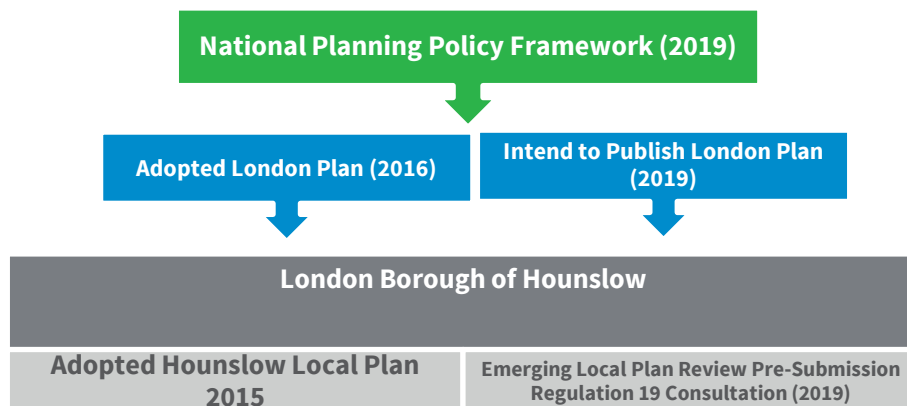 National Planning Policy Framework (2019)
Adopted London Plan (2016)
Intend to Publish London Plan
(2019)
London Borough of Hounslow
Adopted Hounslow Local Plan
2015
Emerging Local Plan Review Pre-Submission
Regulation 19 Consultation (2019)